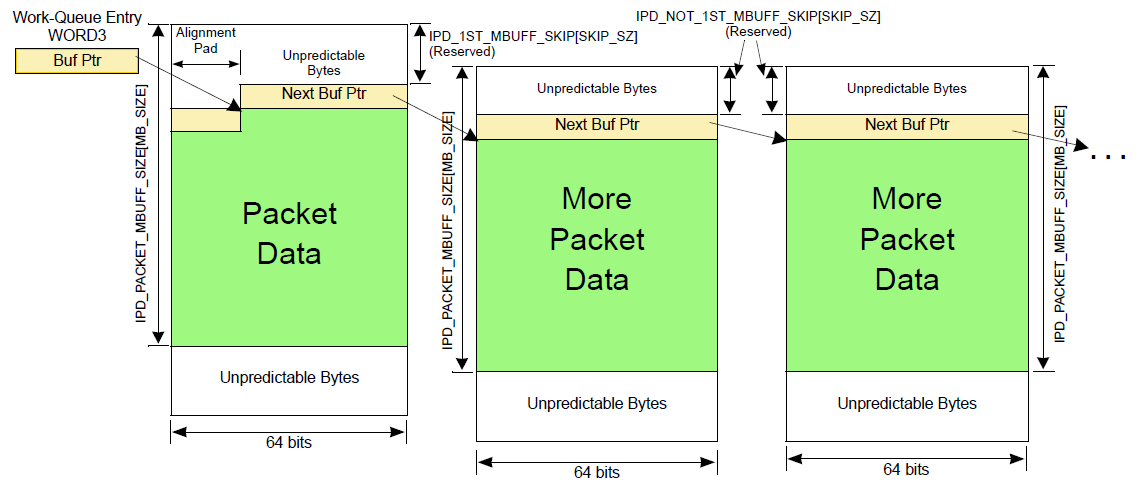 Work-Queue Entry
WORD3
Buf Ptr
Alignment
Pad
Unpredictable
Bytes
Next Buf Ptr
IPD_1ST_MBUFF_SKIP[SKIP_SZ]
(Reserved)
IPD_PACKET_MBUFF_SIZE[MB_SIZE]
Packet
Data
Unpredictable Bytes
64 bits
IPD_NOT_1ST_MBUFF_SKIP[SKIP_SZ]
(Reserved)
IPD_PACKET_MBUFF_SIZE[MB_SIZE]
Unpredictable Bytes
Next Buf Ptr
More
Packet
Data
Unpredictable Bytes
64 bits
Unpredictable Bytes
Next Buf Ptr
More
Packet
Data
Unpredictable Bytes
64 bits
IPD_PACKET_MBUFF_SIZE[MB_SIZE]
...